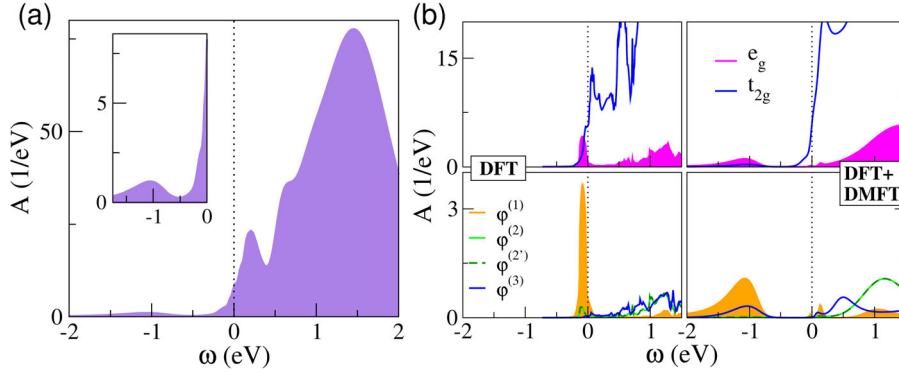 (a)
A (1/eV)
50
0
7.5
5
0
-1
0
-2
-1
0
1
2
ω (eV)
(b)
A (1/eV)
15
0
3
0
DFT
e_g
t_2g
DFT+
DMFT
φ^(1)
φ^(2)
φ^(2')
φ^(3)
-2
-1
0
1
-2
-1
0
1
ω (eV)